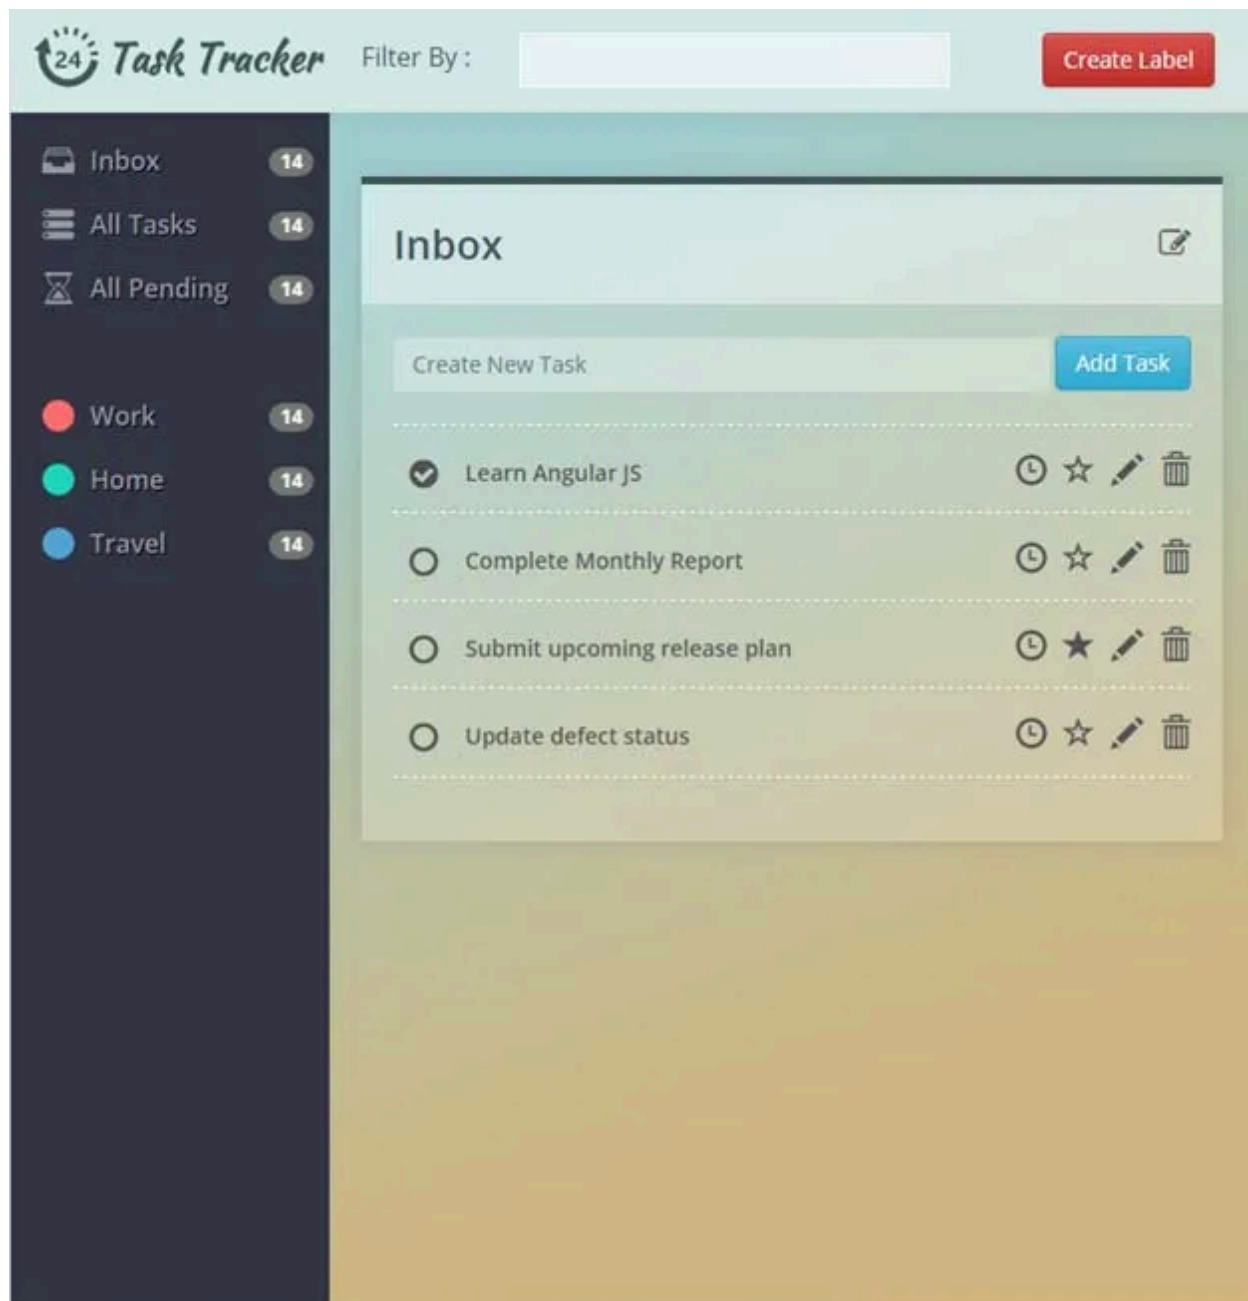 24 Task Tracker
Filter By :
Create Label
Inbox 14
All Tasks 14
All Pending 14
Work 14
Home 14
Travel 14
Inbox
Create New Task
Add Task
Learn Angular JS
Complete Monthly Report
Submit upcoming release plan
Update defect status